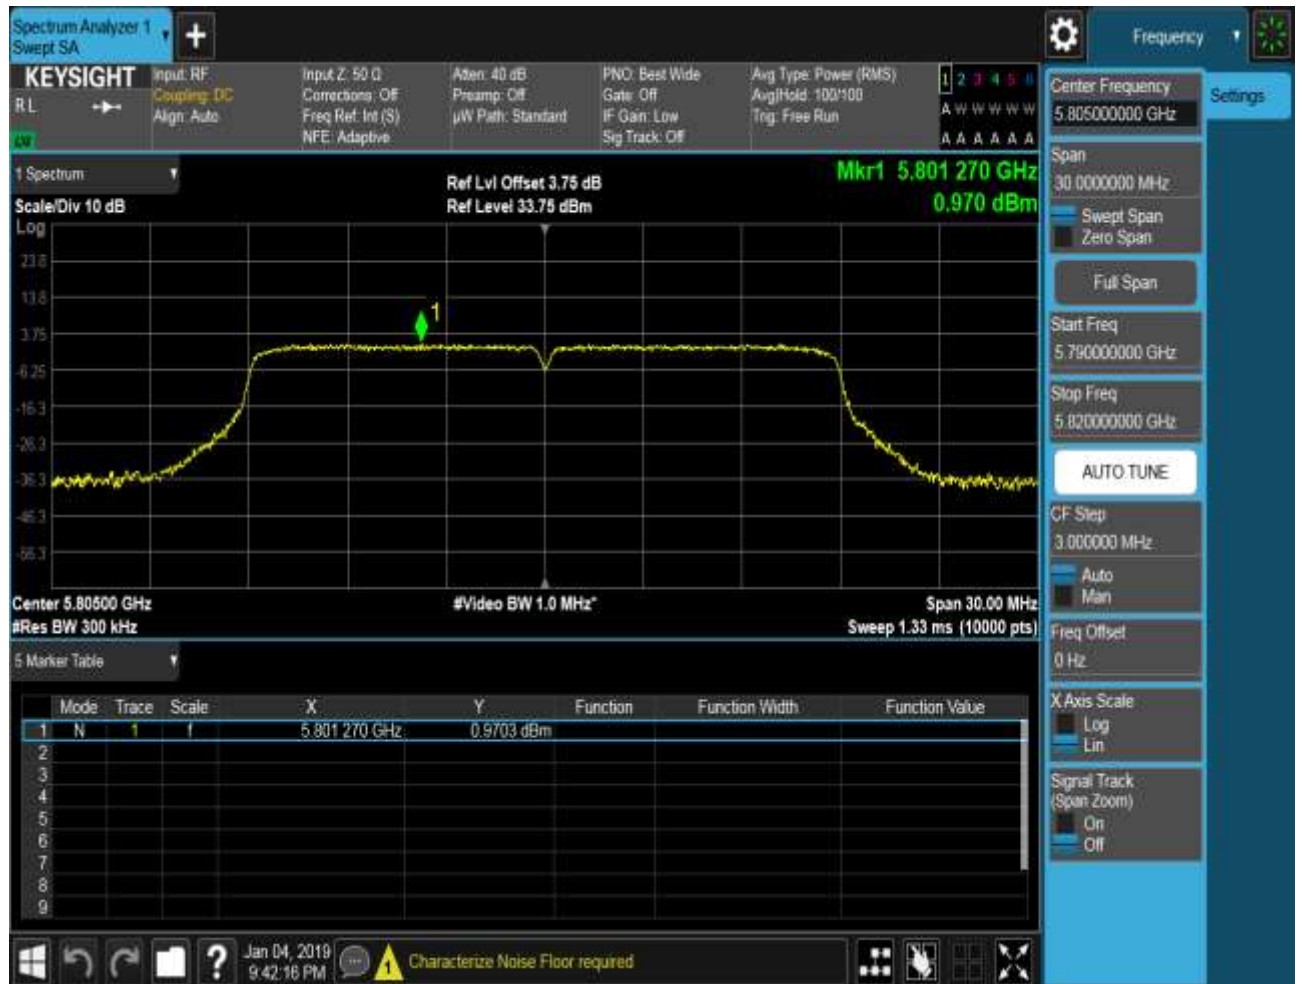 Spectrum Analyzer 1
Swept SA
Frequency
KEYSIGHT
R L
Input: RF
Coupling: DC
Align: Auto
Input Z: 50 Ω
Corrections: Off
Freq Ref: Int (S)
NFE: Adaptive
Atten: 40 dB
Preamp: Off
µW Path: Standard
PNO: Best Wide
Gate: Off
IF Gain: Low
Sig Track: Off
Avg Type: Power (RMS)
Avg|Hold: 100/100
Trig: Free Run
1 2 3 4 5 6
A W W W W W
A A A A A A
1 Spectrum
Scale/Div 10 dB
Log
Ref Lvl Offset 3.75 dB
Ref Level 33.75 dBm
Mkr1 5.801 270 GHz
0.970 dBm
23.8
13.8
3.75
-6.25
-16.3
-26.3
-36.3
-46.3
-56.3
1
Center 5.80500 GHz
#Res BW 300 kHz
#Video BW 1.0 MHz*
Span 30.00 MHz
Sweep 1.33 ms (10000 pts)
5 Marker Table
Mode Trace Scale X Y Function Function Width Function Value
1 N 1 f 5.801 270 GHz 0.9703 dBm
2
3
4
5
6
7
8
9
Center Frequency
5.805000000 GHz
Settings
Span
30.0000000 MHz
Swept Span
Zero Span
Full Span
Start Freq
5.790000000 GHz
Stop Freq
5.820000000 GHz
AUTO TUNE
CF Step
3.000000 MHz
Auto
Man
Freq Offset
0 Hz
X Axis Scale
Log
Lin
Signal Track
(Span Zoom)
On
Off
?
Jan 04, 2019
9:42:16 PM
1
Characterize Noise Floor required